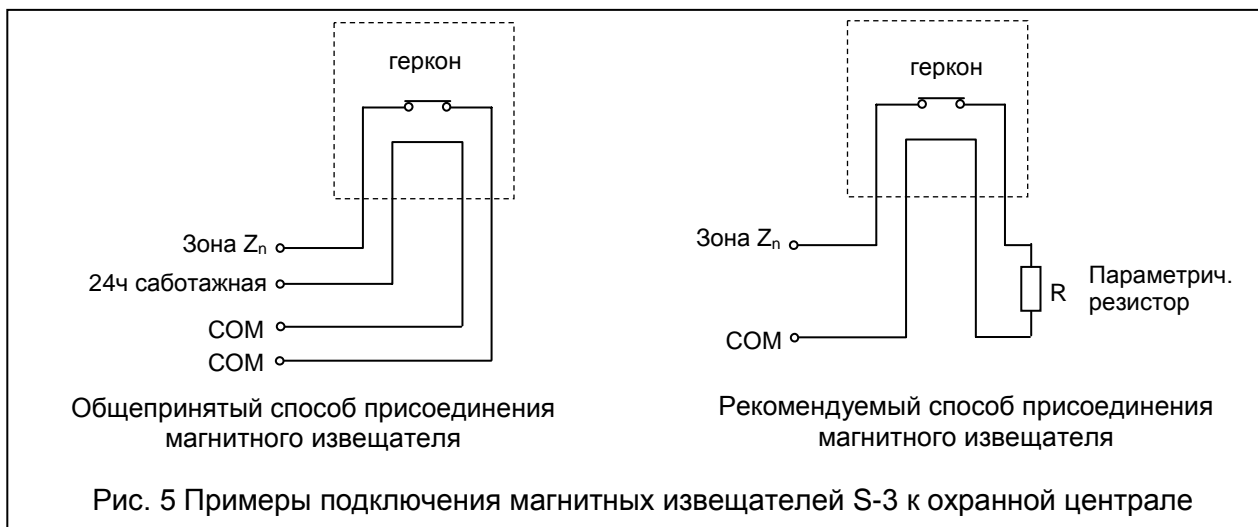 геркон
Зона Zn
24ч саботажная
COM
COM
Общепринятый способ присоединения
магнитного извещателя
геркон
Зона Zn
COM
R
Параметрич.
резистор
Рекомендуемый способ присоединения
магнитного извещателя
Рис. 5 Примеры подключения магнитных извещателей S-3 к охранной централе